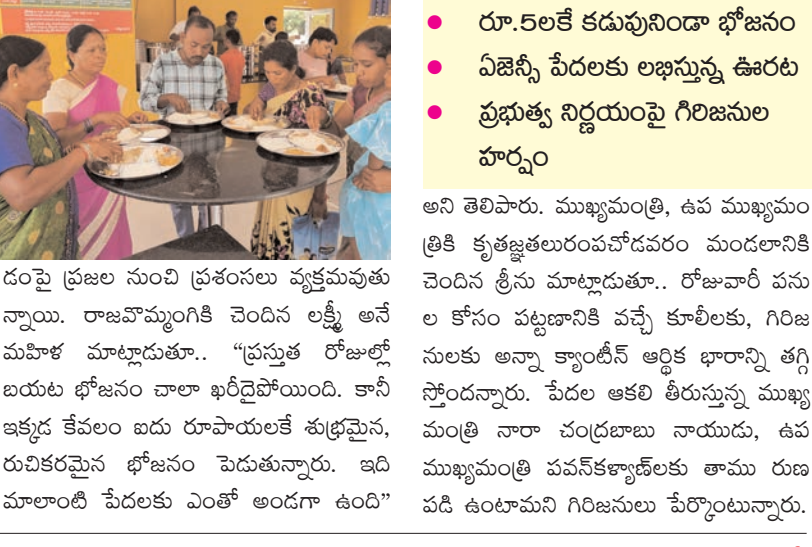 డంపై ప్రజల నుంచి ప్రశంసలు వ్యక్తమవుతు
న్నాయి. రాజవొమ్మంగికి చెందిన లక్ష్మీ అనే
మహిళ మాట్లాడుతూ.. “ప్రస్తుత రోజుల్లో
బయట భోజనం చాలా ఖరీదైపోయింది. కానీ
ఇక్కడ కేవలం ఐదు రూపాయలకే శుభ్రమైన,
రుచికరమైన భోజనం పెడుతున్నారు. ఇది
మాలాంటి పేదలకు ఎంతో అండగా ఉంది”
● రూ.5లకే కడుపునిండా భోజనం
● ఏజెన్సీ పేదలకు లభిస్తున్న ఊరట
● ప్రభుత్వ నిర్ణయంపై గిరిజనుల
హర్షం
అని తెలిపారు. ముఖ్యమంత్రి, ఉప ముఖ్యమం
త్రికి కృతజ్ఞతలురంపచోడవరం మండలానికి
చెందిన శ్రీను మాట్లాడుతూ.. రోజువారీ పను
ల కోసం పట్టణానికి వచ్చే కూలీలకు, గిరిజ
నులకు అన్నా క్యాంటీన్ ఆర్థిక భారాన్ని తగ్గి
స్తోందన్నారు. పేదల ఆకలి తీరుస్తున్న ముఖ్య
మంత్రి నారా చంద్రబాబు నాయుడు, ఉప
ముఖ్యమంత్రి పవన్‌కళ్యాణ్‌లకు తాము రుణ
పడి ఉంటామని గిరిజనులు పేర్కొంటున్నారు.